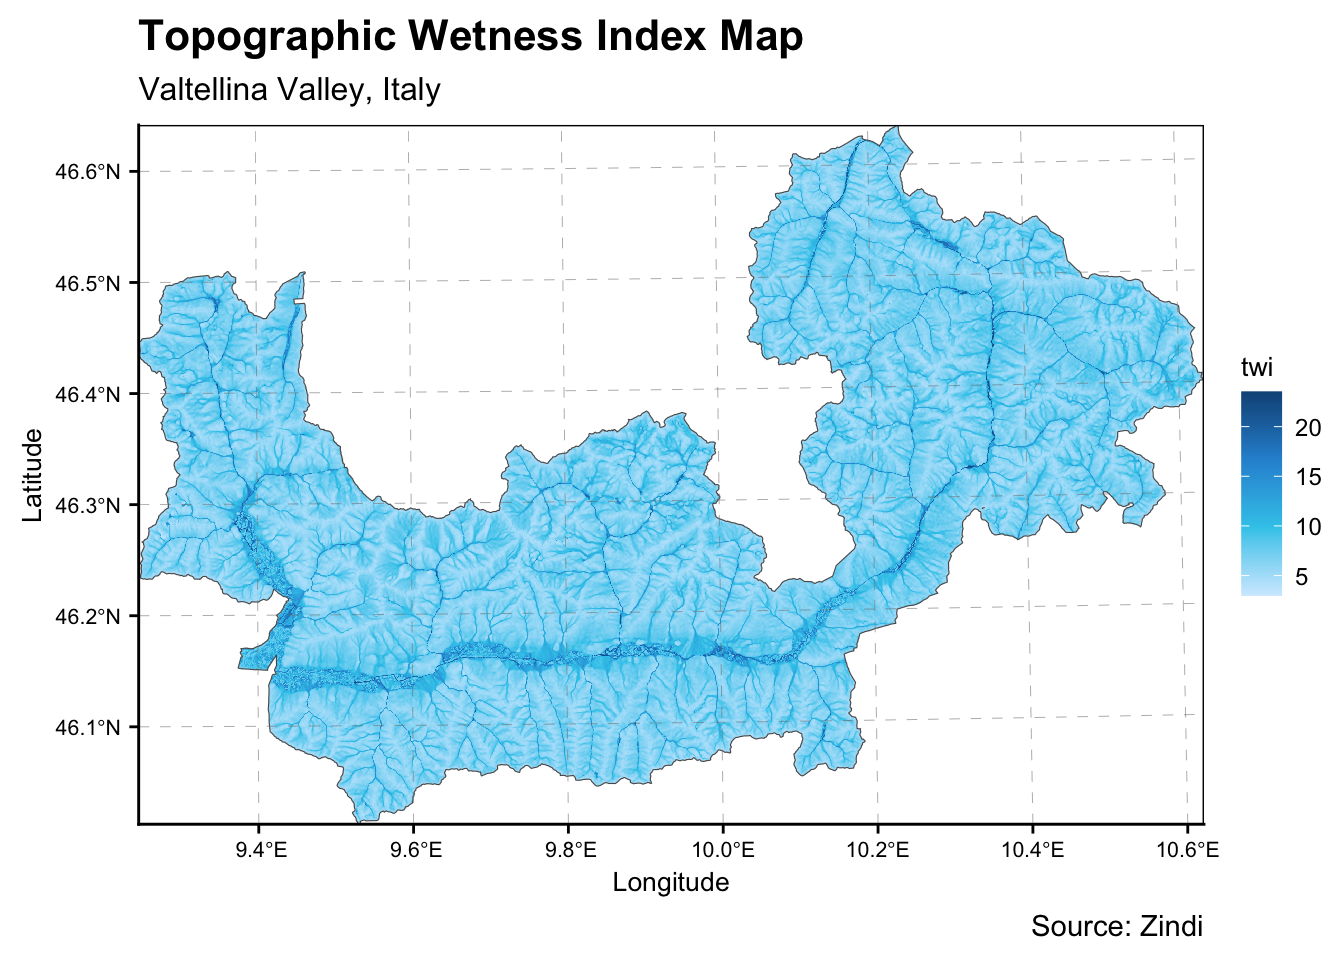 Topographic Wetness Index Map
Valtellina Valley, Italy
46.6°N
46.5°N
46.4°N
46.3°N
46.2°N
46.1°N
Latitude
9.4°E
9.6°E
9.8°E
10.0°E
10.2°E
10.4°E
10.6°E
Longitude
twi
20
15
10
5
Source: Zindi